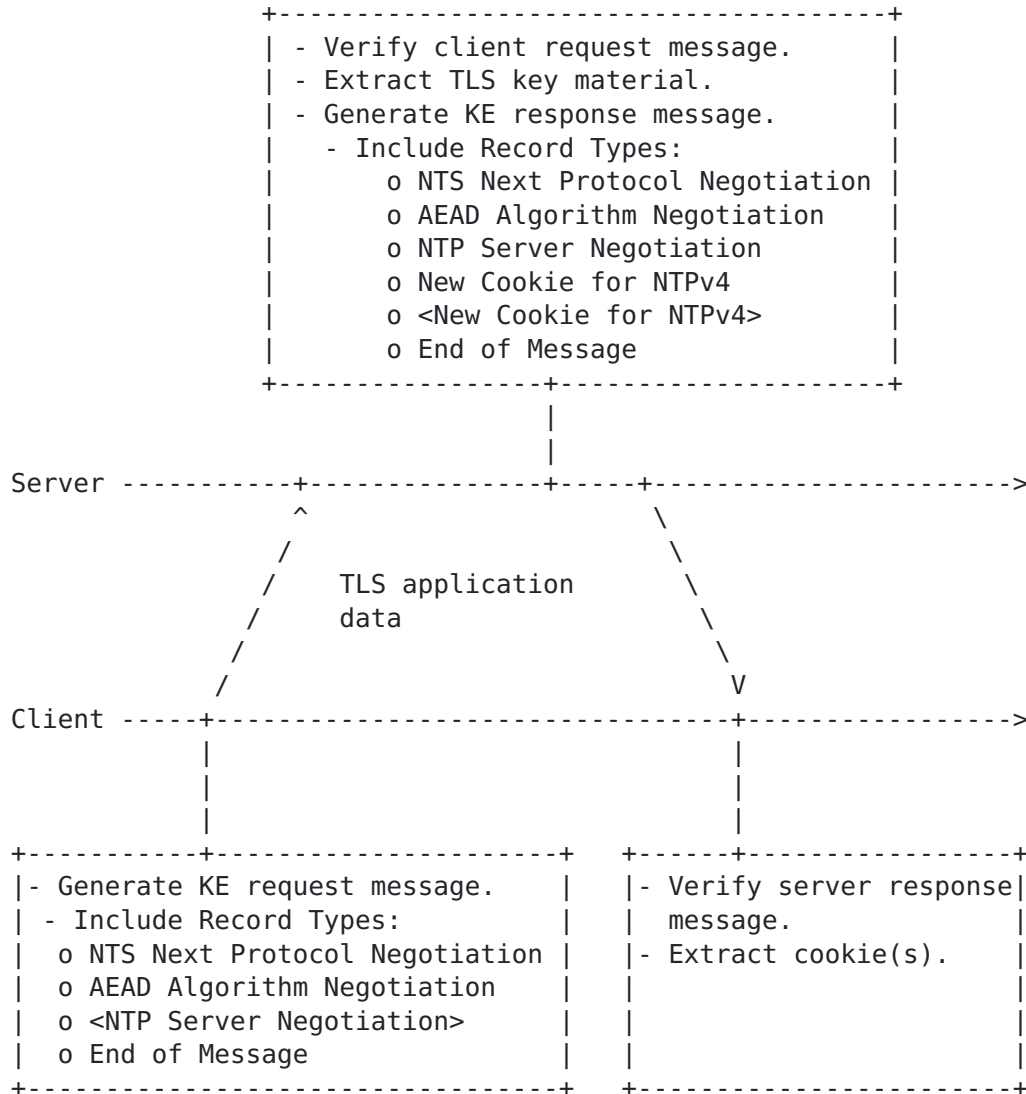 - Verify client request message.
- Extract TLS key material.
- Generate KE response message.
- Include Record Types:
o NTS Next Protocol Negotiation
o AEAD Algorithm Negotiation
o NTP Server Negotiation
o New Cookie for NTPv4
o <New Cookie for NTPv4>
o End of Message
Server
TLS application
data
Client
- Generate KE request message.
- Include Record Types:
o NTS Next Protocol Negotiation
o AEAD Algorithm Negotiation
o <NTP Server Negotiation>
o End of Message
- Verify server response
message.
- Extract cookie(s).